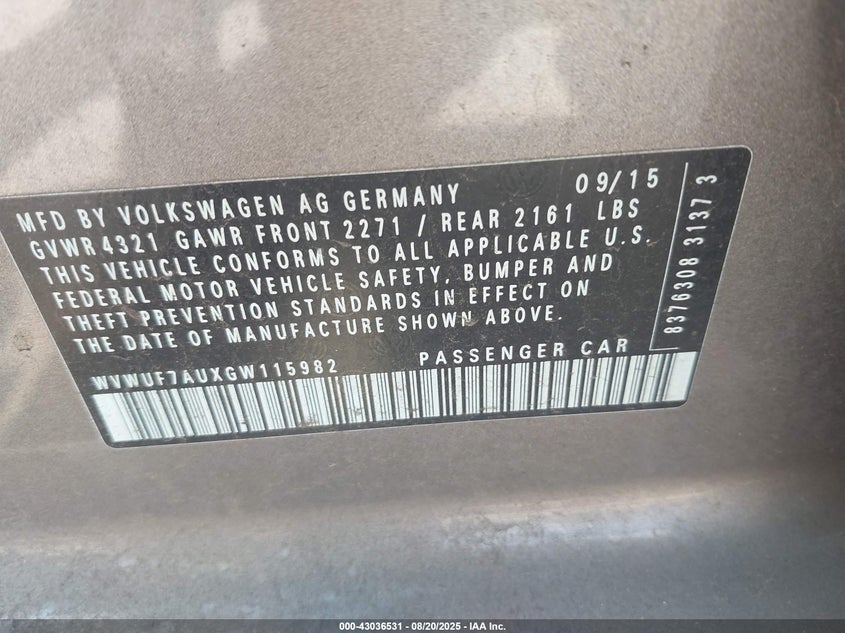 MFD BY VOLKSWAGEN AG GERMANY 09/15
GVWR 4321 GAWR FRONT 2271 / REAR 2161 LBS
THIS VEHICLE CONFORMS TO ALL APPLICABLE U.S.
FEDERAL MOTOR VEHICLE SAFETY, BUMPER AND
THEFT PREVENTION STANDARDS IN EFFECT ON
THE DATE OF MANUFACTURE SHOWN ABOVE.
WVWUF7AUXGW115982 PASSENGER CAR
8376308 3137 3
000-43036531 - 08/20/2025 - IAA Inc.